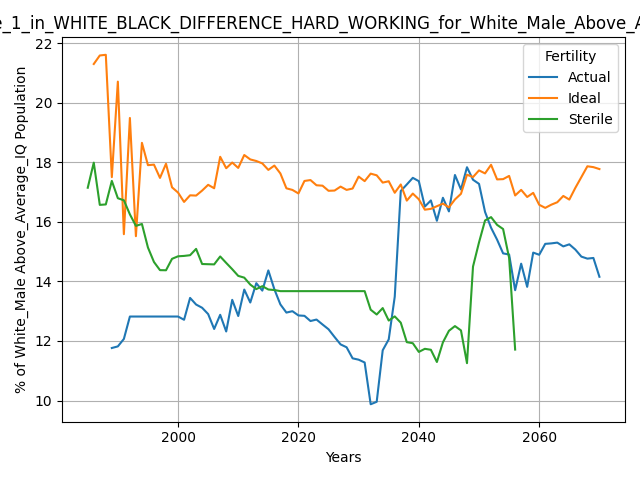 e_1_in_WHITE_BLACK_DIFFERENCE_HARD_WORKING_for_White_Male_Above_A
Fertility
Actual
Ideal
Sterile
% of White_Male Above_Average_IQ Population
22
20
18
16
14
12
10
2000 2020 2040 2060
Years